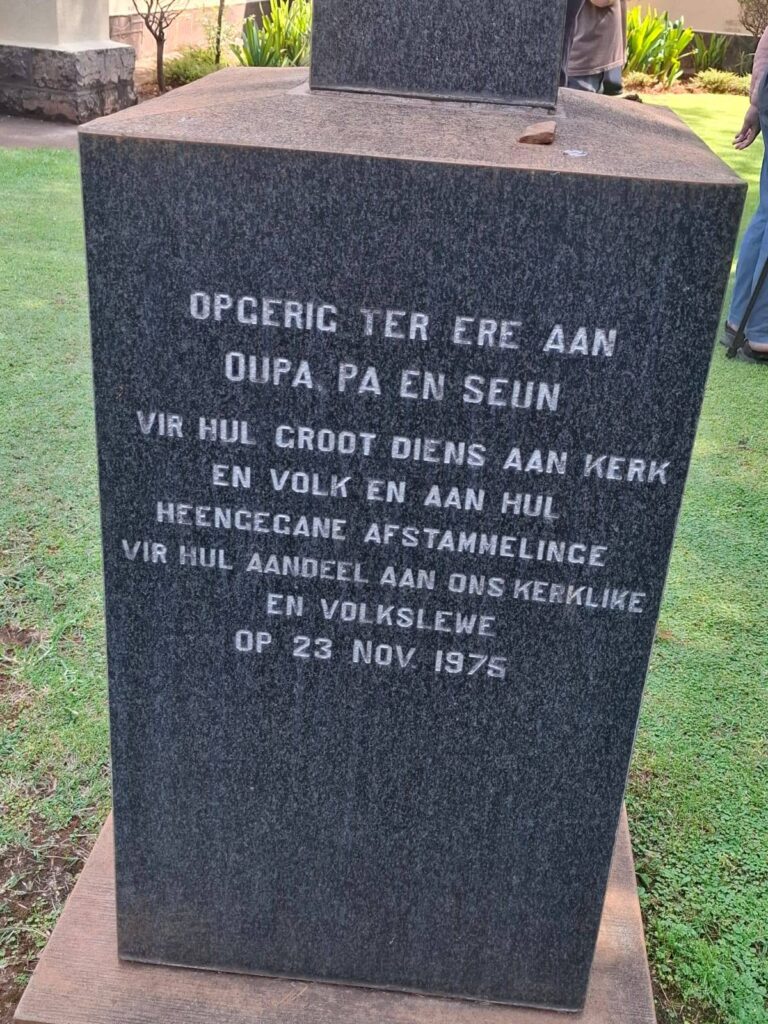 OPGERIG TER ERE AAN
OUPA, PA EN SEUN
VIR HUL GROOT DIENS AAN KERK
EN VOLK EN AAN HUL
HEENGEGANE AFSTAMMELINGE
VIR HUL AANDEEL AAN ONS KERKLIKE
EN VOLKSLEWE
OP 23 NOV. 1975